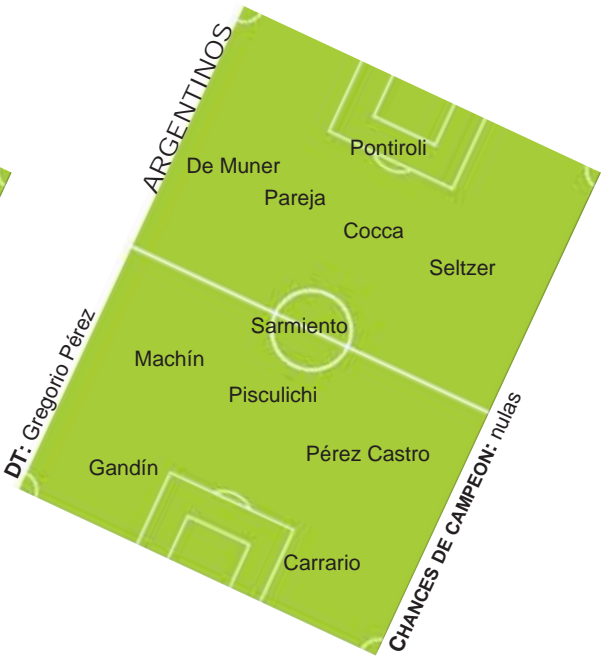 ARGENTINOS
Pontiroli
De Muner
Pareja
Cocca
Seltzer
Sarmiento
Machín
Pisculichi
Pérez Castro
Gandín
Carrario
DT: Gregorio Pérez
CHANCES DE CAMPEON: nulas